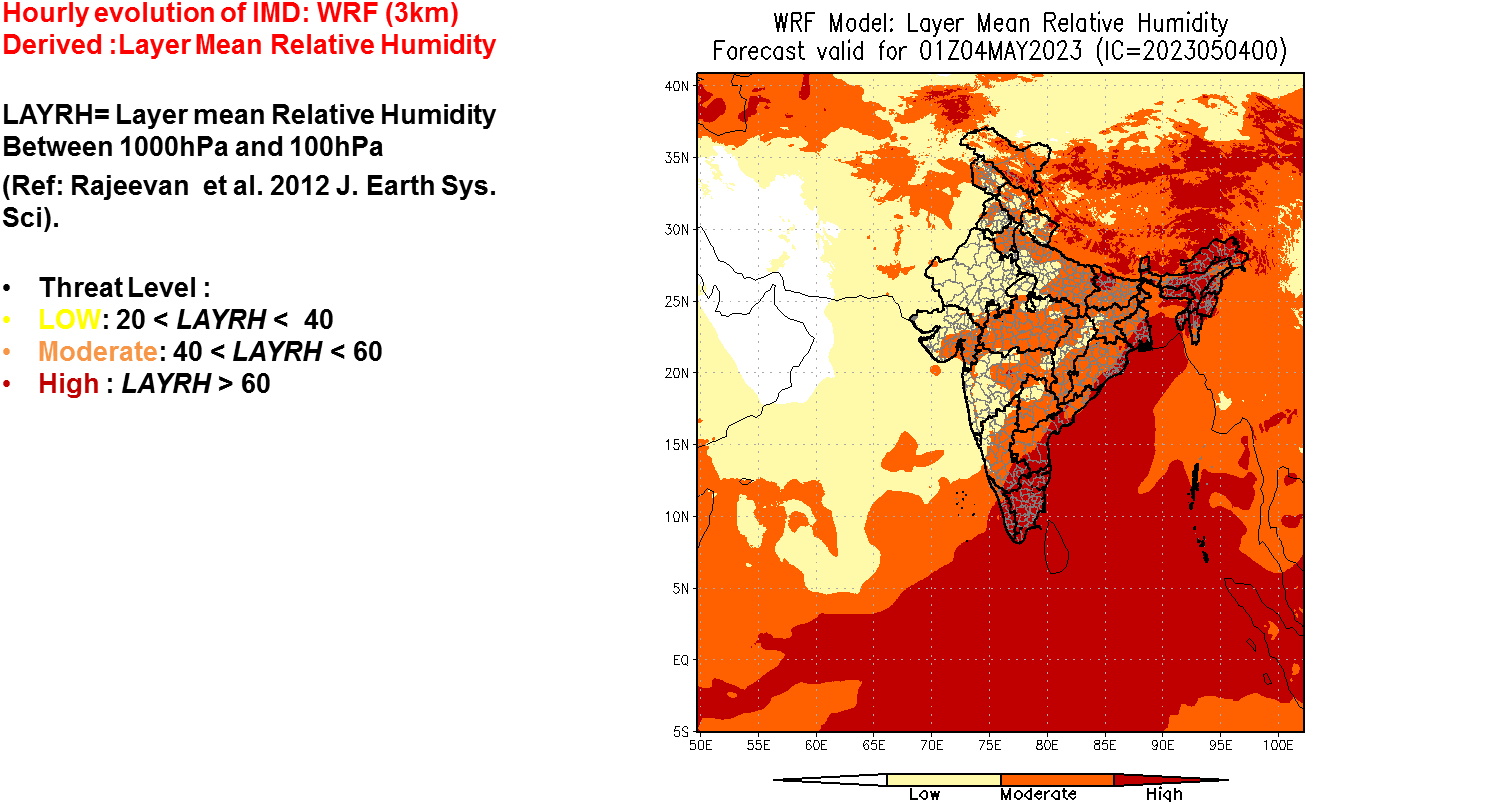 Hourly evolution of IMD: WRF (3km)
Derived :Layer Mean Relative Humidity
LAYRH= Layer mean Relative Humidity
Between 1000hPa and 100hPa
(Ref: Rajeevan et al. 2012 J. Earth Sys.
Sci).
• Threat Level :
• LOW: 20 < LAYRH < 40
• Moderate: 40 < LAYRH < 60
• High : LAYRH > 60
WRF Model: Layer Mean Relative Humidity
Forecast valid for 01Z04MAY2023 (IC=2023050400)
40N
35N
30N
25N
20N
15N
10N
5N
EQ
5S
50E 55E 60E 65E 70E 75E 80E 85E 90E 95E 100E
Low Moderate High